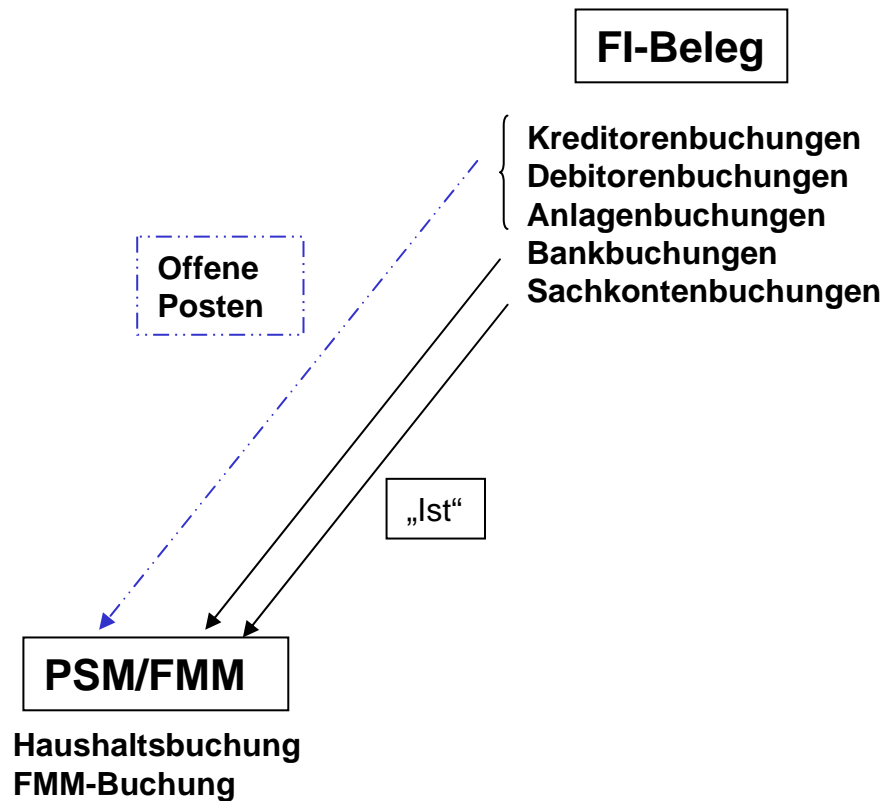 FI-Beleg
Kreditorenbuchungen
Debitorenbuchungen
Anlagenbuchungen
Bankbuchungen
Sachkontenbuchungen
Offene
Posten
„Ist“
PSM/FMM
Haushaltsbuchung
FMM-Buchung